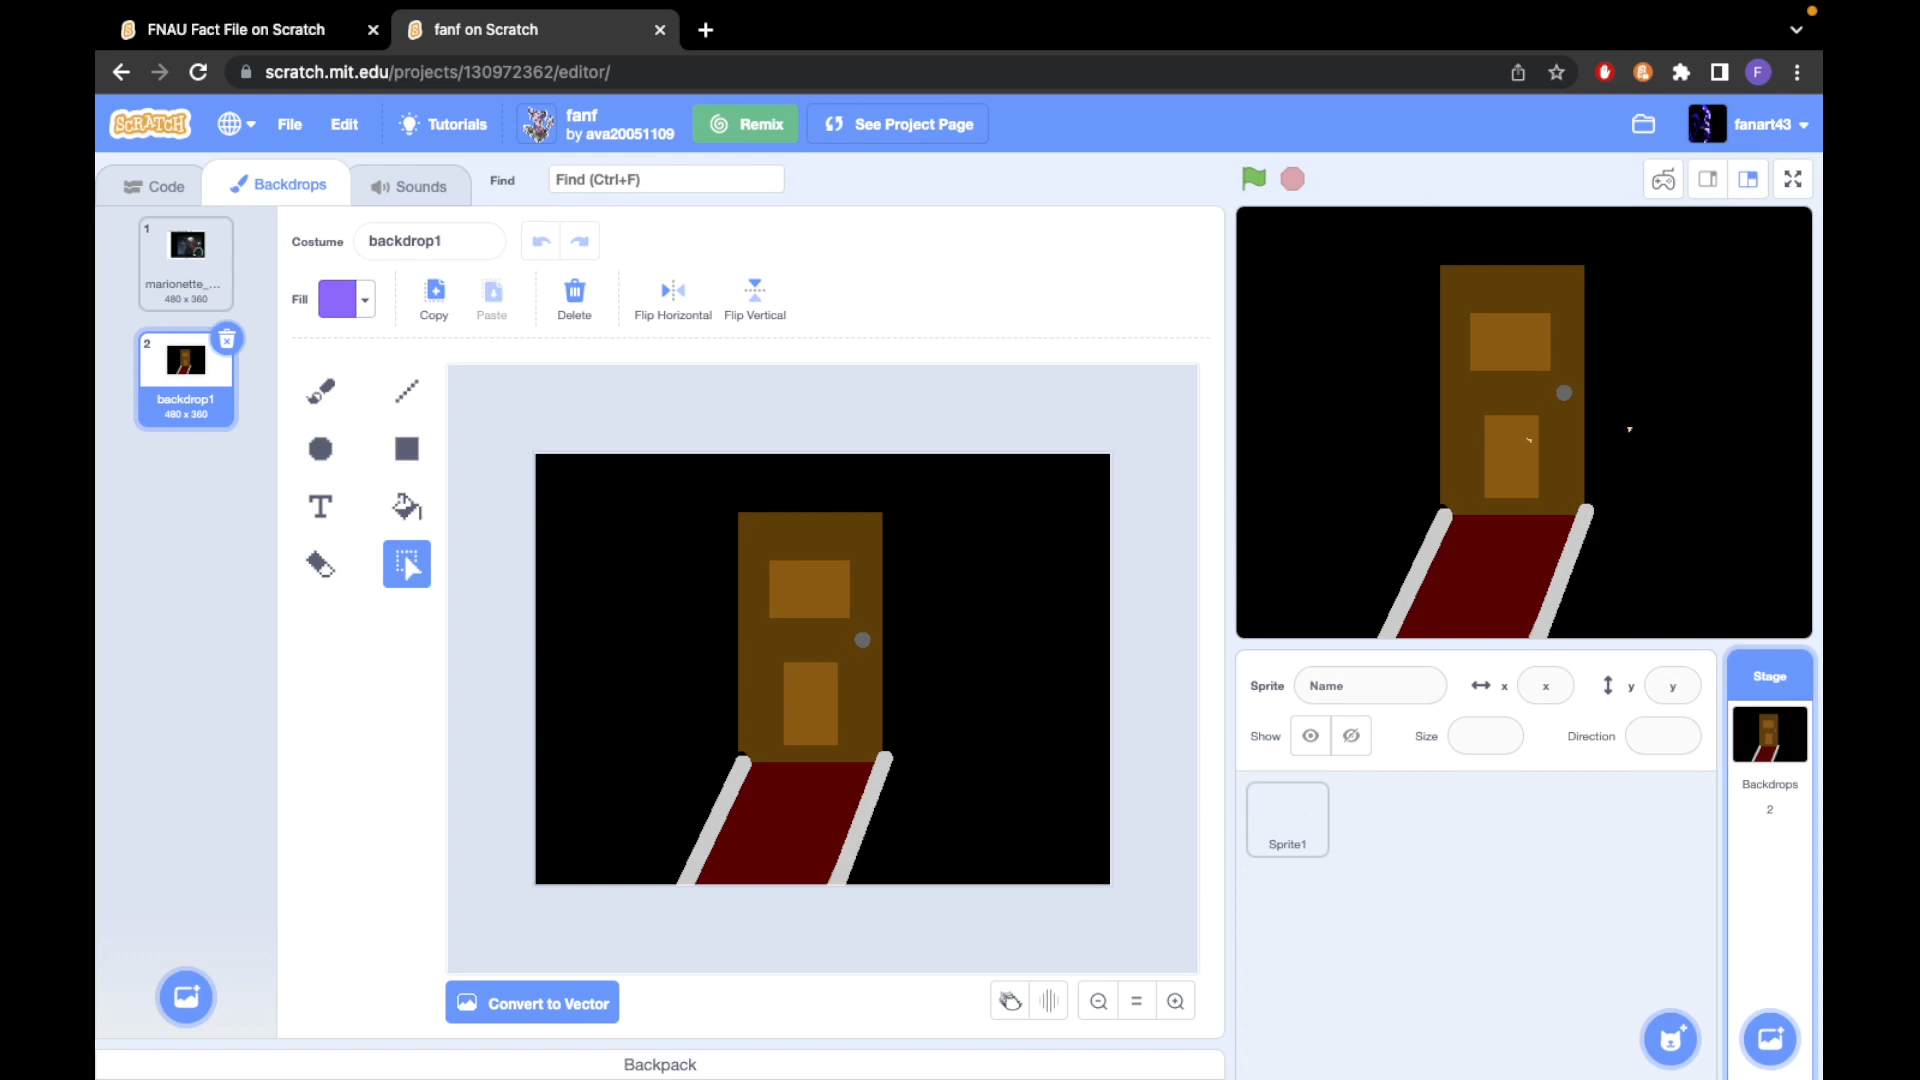 FNAU Fact File on Scratch
fanf on Scratch
scratch.mit.edu/projects/130972362/editor/
F
SCRATCH
File
Edit
Tutorials
fanf
by ava20051109
Remix
See Project Page
fanart43
Code
Backdrops
Sounds
Find
Find (Ctrl+F)
1
marionette_...
480 x 360
2
backdrop1
480 x 360
Costume
backdrop1
Fill
Copy
Paste
Delete
Flip Horizontal
Flip Vertical
T
Convert to Vector
Backpack
Sprite
Name
x
x
y
y
Show
Size
Direction
Sprite1
Stage
Backdrops
2